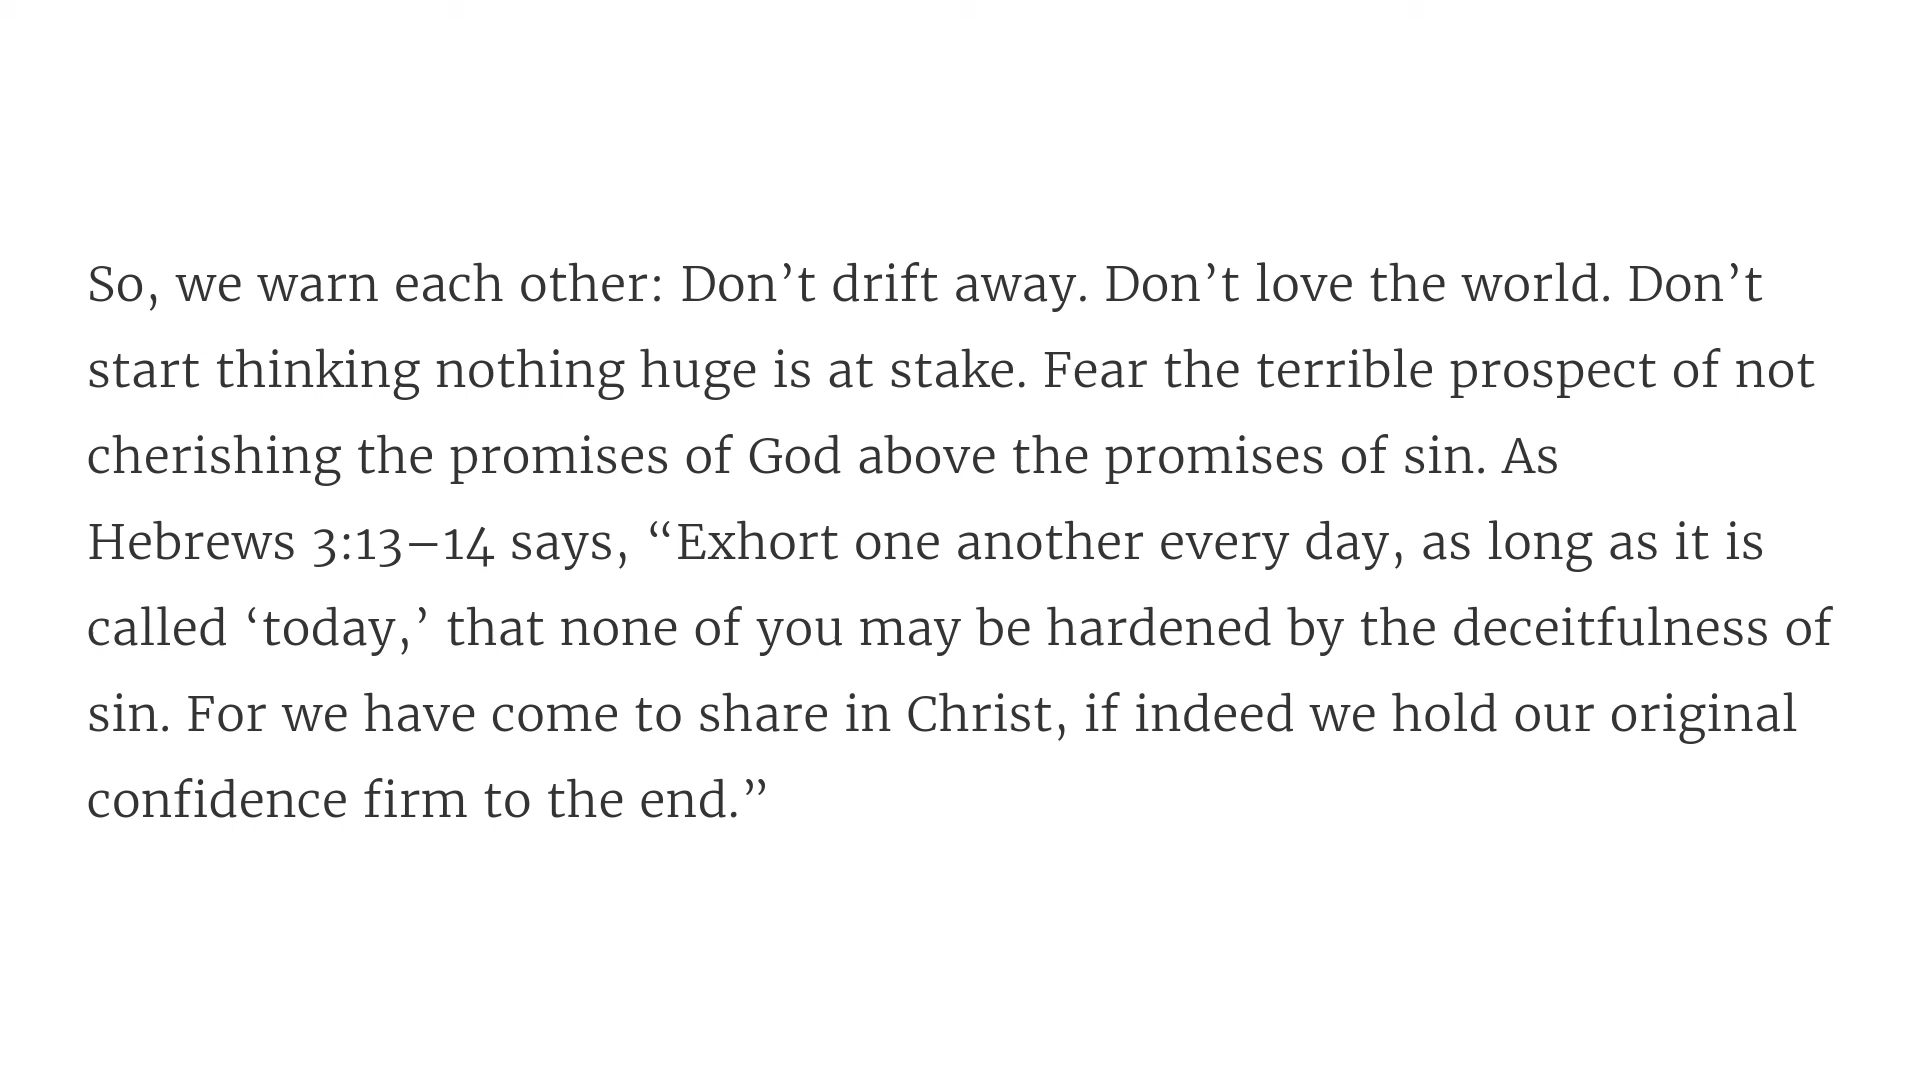 So, we warn each other: Don’t drift away. Don’t love the world. Don’t
start thinking nothing huge is at stake. Fear the terrible prospect of not
cherishing the promises of God above the promises of sin. As
Hebrews 3:13–14 says, “Exhort one another every day, as long as it is
called ‘today,’ that none of you may be hardened by the deceitfulness of
sin. For we have come to share in Christ, if indeed we hold our original
confidence firm to the end.”